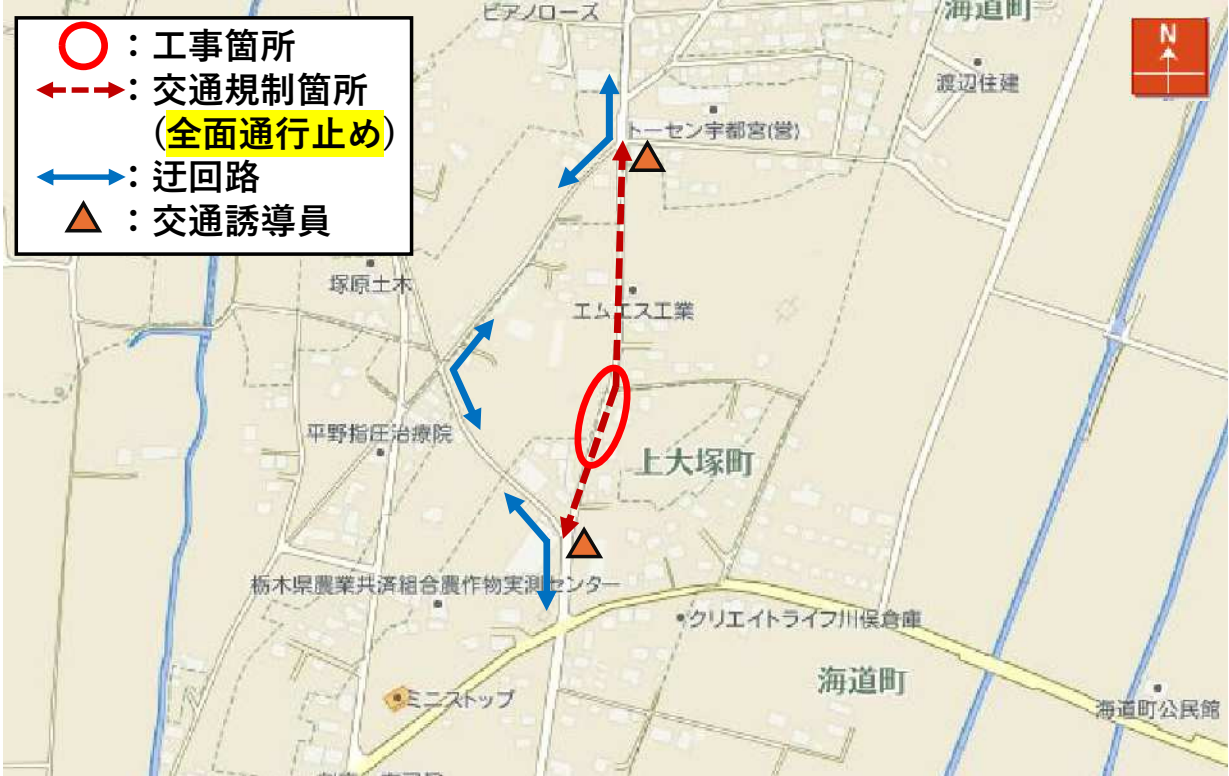 ：工事箇所
：交通規制箇所
(全面通行止め)
：迂回路
：交通誘導員
N
ピアノローズ
海道町
渡辺住建
トーセン宇都宮(営)
塚原土木
エムエス工業
平野指圧治療院
上大塚町
栃木県農業共済組合農作物実測センター
クリエイトライフ川俣倉庫
海道町
ミニストップ
海道町公民館